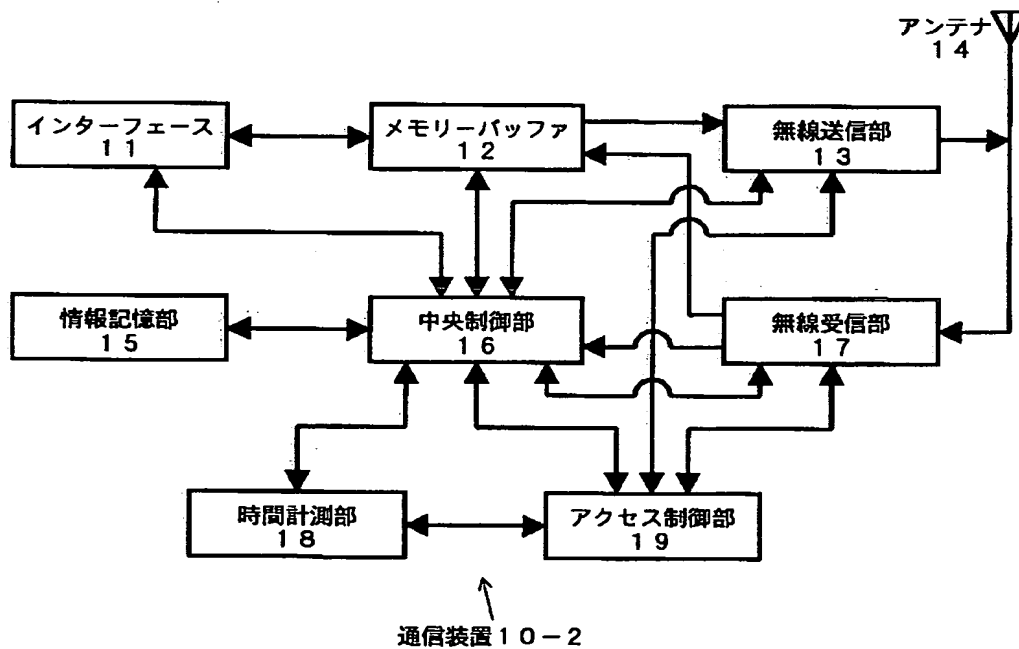 アンテナ
14
インターフェース
11
メモリーバッファ
12
無線送信部
13
情報記憶部
15
中央制御部
16
無線受信部
17
時間計測部
18
アクセス制御部
19
通信装置10-2